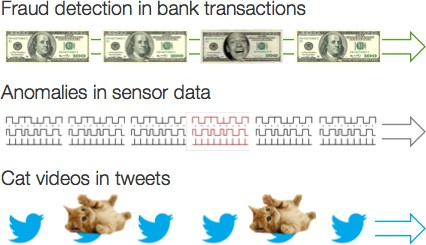 Fraud detection in bank transactions
Anomalies in sensor data
Cat videos in tweets